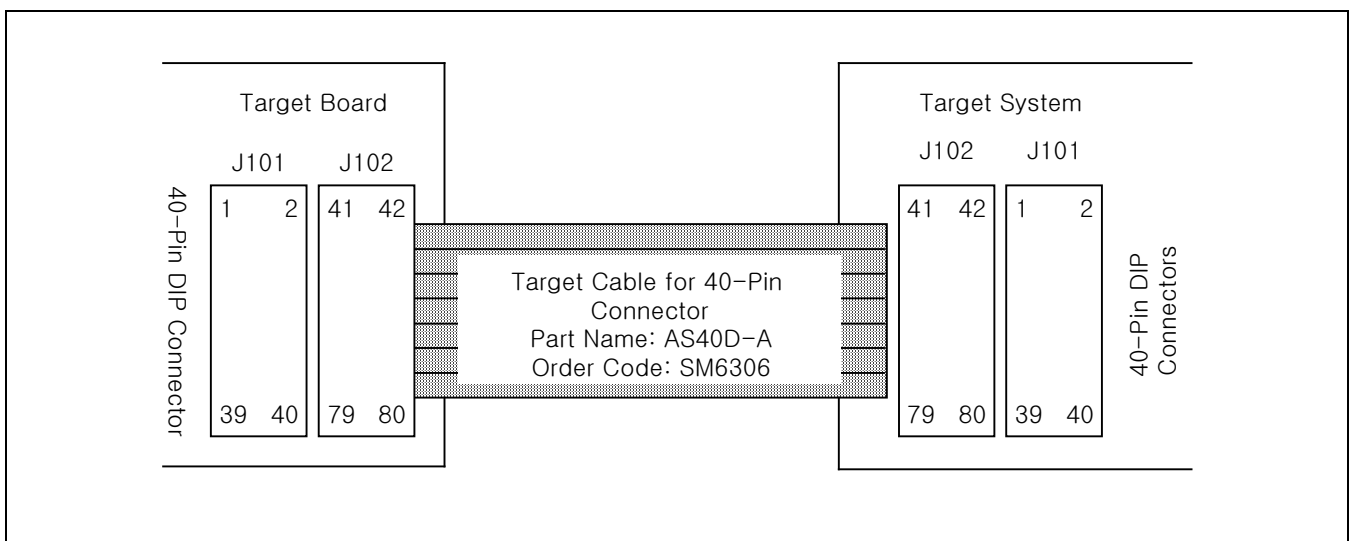 Target Board
J101 J102
40-Pin DIP Connector
1 2 41 42
39 40 79 80
Target Cable for 40-Pin
Connector
Part Name: AS40D-A
Order Code: SM6306
Target System
J102 J101
41 42 1 2
79 80 39 40
40-Pin DIP
Connectors